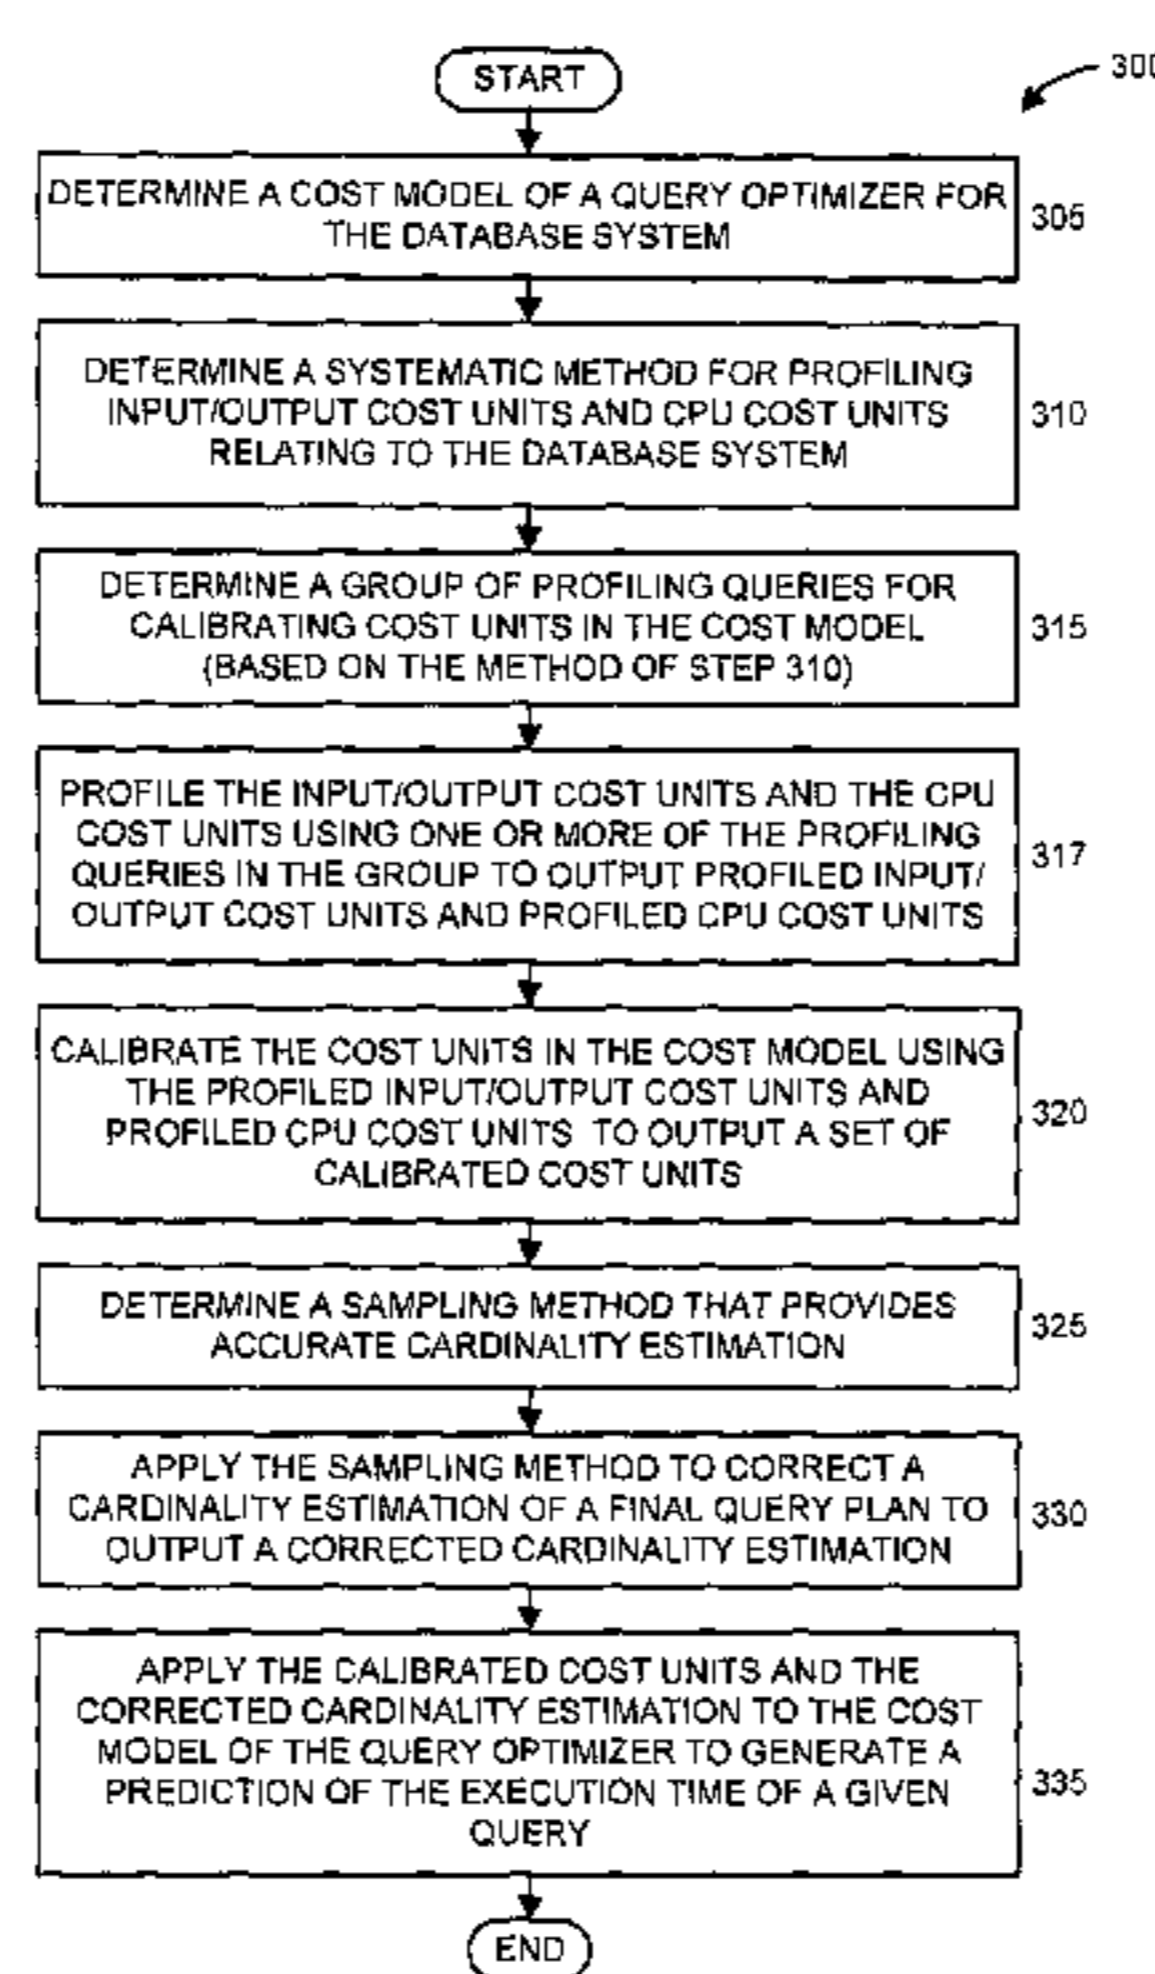 START
300
DETERMINE A COST MODEL OF A QUERY OPTIMIZER FOR
THE DATABASE SYSTEM
305
DETERMINE A SYSTEMATIC METHOD FOR PROFILING
INPUT/OUTPUT COST UNITS AND CPU COST UNITS
RELATING TO THE DATABASE SYSTEM
310
DETERMINE A GROUP OF PROFILING QUERIES FOR
CALIBRATING COST UNITS IN THE COST MODEL
(BASED ON THE METHOD OF STEP 310)
315
PROFILE THE INPUT/OUTPUT COST UNITS AND THE CPU
COST UNITS USING ONE OR MORE OF THE PROFILING
QUERIES IN THE GROUP TO OUTPUT PROFILED INPUT/
OUTPUT COST UNITS AND PROFILED CPU COST UNITS
317
CALIBRATE THE COST UNITS IN THE COST MODEL USING
THE PROFILED INPUT/OUTPUT COST UNITS AND
PROFILED CPU COST UNITS TO OUTPUT A SET OF
CALIBRATED COST UNITS
320
DETERMINE A SAMPLING METHOD THAT PROVIDES
ACCURATE CARDINALITY ESTIMATION
325
APPLY THE SAMPLING METHOD TO CORRECT A
CARDINALITY ESTIMATION OF A FINAL QUERY PLAN TO
OUTPUT A CORRECTED CARDINALITY ESTIMATION
330
APPLY THE CALIBRATED COST UNITS AND THE
CORRECTED CARDINALITY ESTIMATION TO THE COST
MODEL OF THE QUERY OPTIMIZER TO GENERATE A
PREDICTION OF THE EXECUTION TIME OF A GIVEN
QUERY
335
END